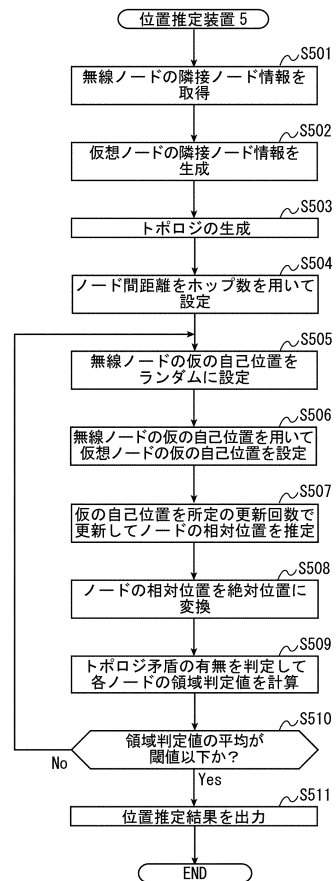 位置推定装置5
S501
無線ノードの隣接ノード情報を
取得
S502
仮想ノードの隣接ノード情報を
生成
S503
トポロジの生成
S504
ノード間距離をホップ数を用いて
設定
S505
無線ノードの仮の自己位置を
ランダムに設定
S506
無線ノードの仮の自己位置を用いて
仮想ノードの仮の自己位置を設定
S507
仮の自己位置を所定の更新回数で
更新してノードの相対位置を推定
S508
ノードの相対位置を絶対位置に
変換
S509
トポロジ矛盾の有無を判定して
各ノードの領域判定値を計算
S510
領域判定値の平均が
閾値以下か?
No
Yes
S511
位置推定結果を出力
END